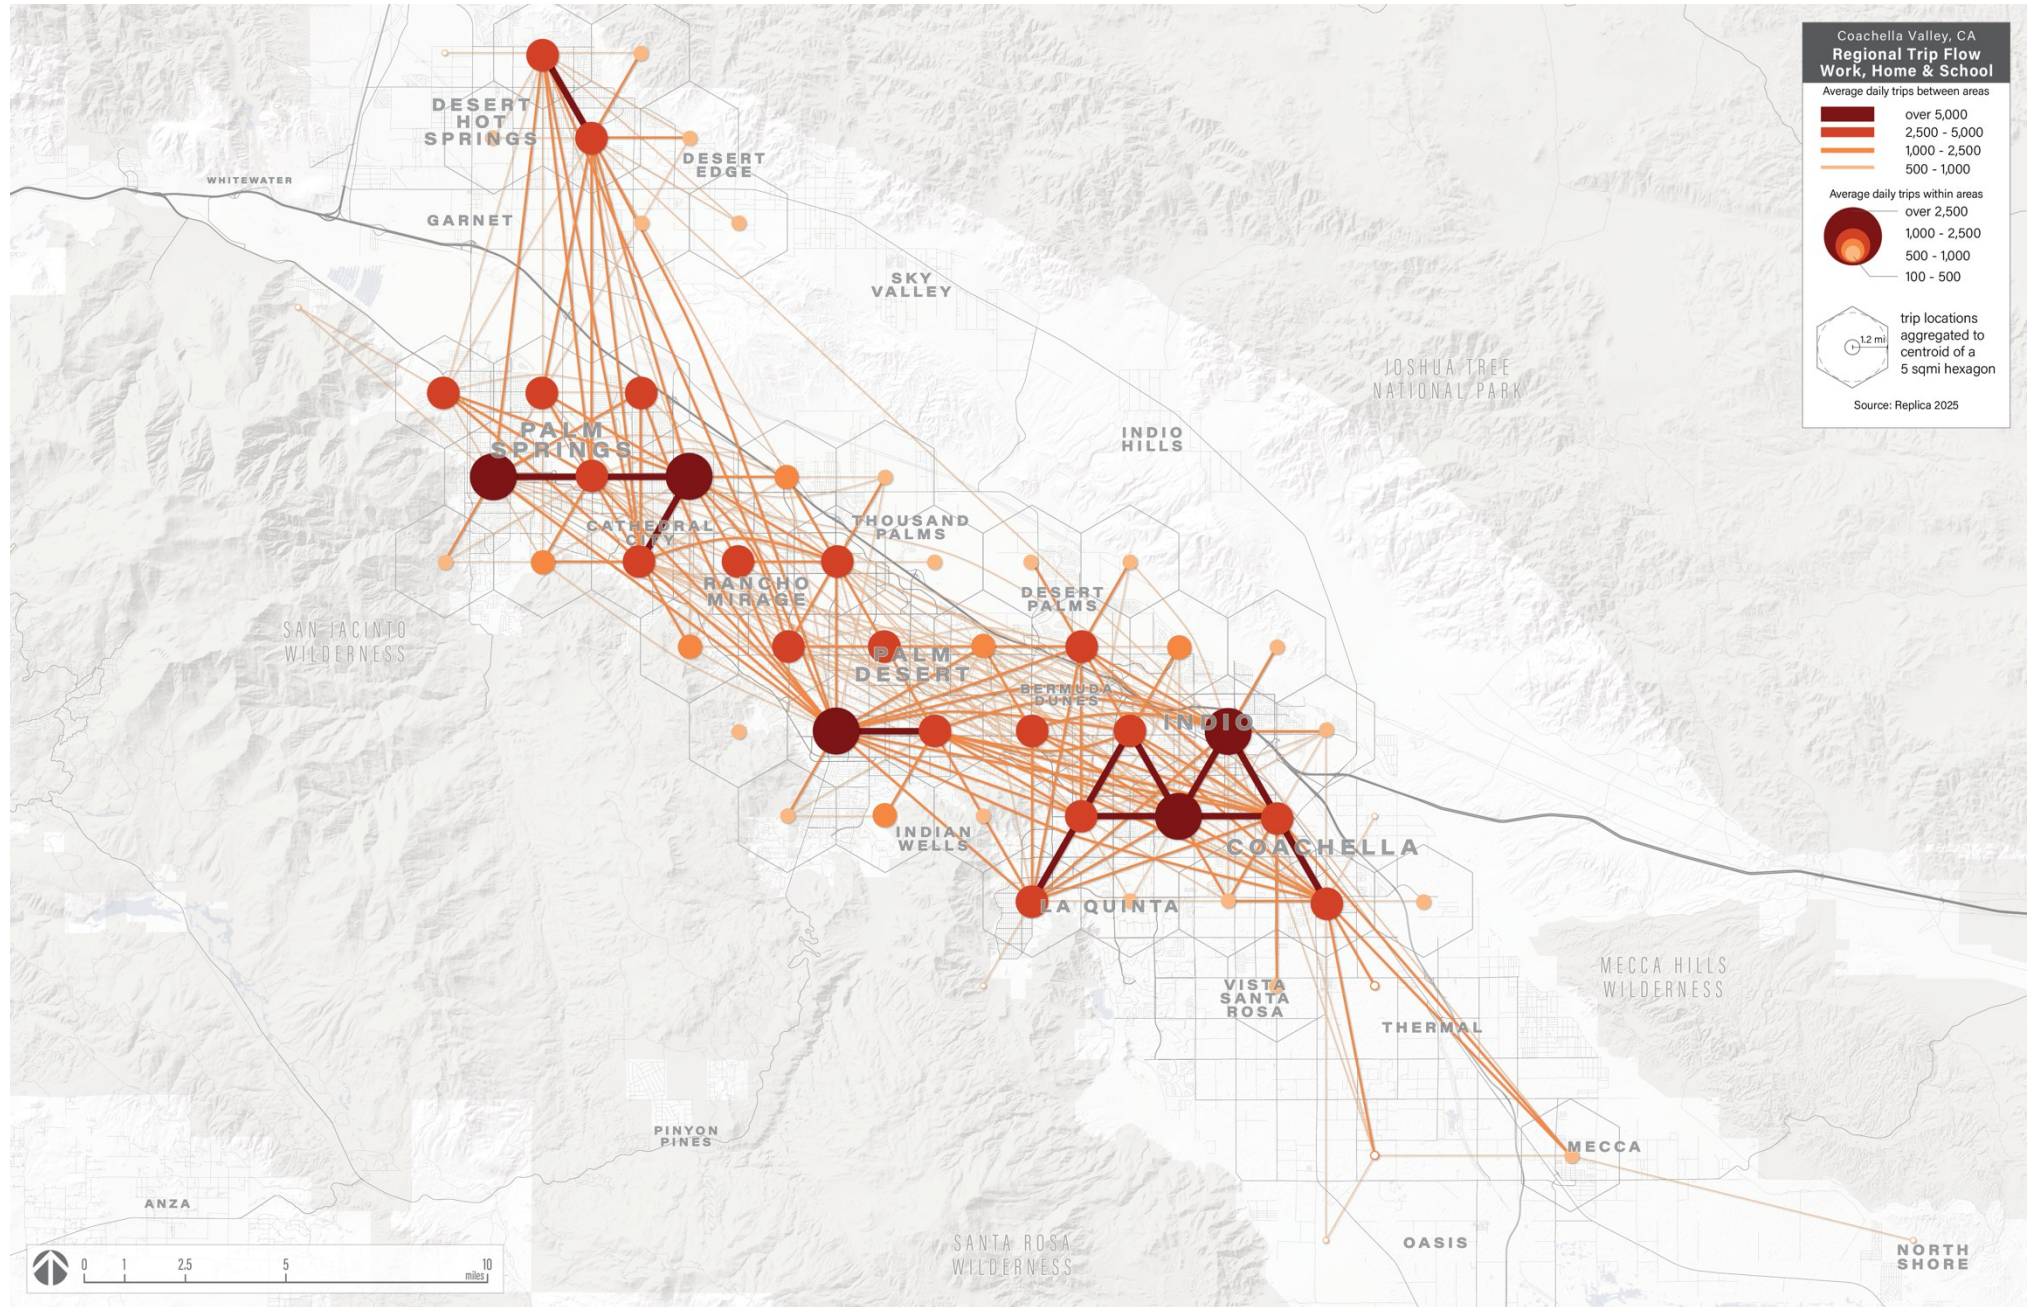 Coachella Valley, CA
Regional Trip Flow
Work, Home & School
Average daily trips between areas
over 5,000
2,500 - 5,000
1,000 - 2,500
500 - 1,000
Average daily trips within areas
over 2,500
1,000 - 2,500
500 - 1,000
100 - 500
1.2 mi
trip locations
aggregated to
centroid of a
5 sqmi hexagon
Source: Replica 2025
DESERT
HOT
SPRINGS
DESERT
EDGE
WHITEWATER
GARNET
SKY
VALLEY
JOSHUA TREE
NATIONAL PARK
PALM
SPRINGS
INDIO
HILLS
CATHEDRAL
CITY
THOUSAND
PALMS
RANCHO
MIRAGE
DESERT
PALMS
SAN JACINTO
WILDERNESS
PALM
DESERT
BERMUDA
DUNES
INDIO
INDIAN
WELLS
COACHELLA
LA QUINTA
VISTA
SANTA
ROSA
MECCA HILLS
WILDERNESS
THERMAL
PINYON
PINES
MECCA
ANZA
SANTA ROSA
WILDERNESS
OASIS
NORTH
SHORE
0 1 2.5 5 10
miles